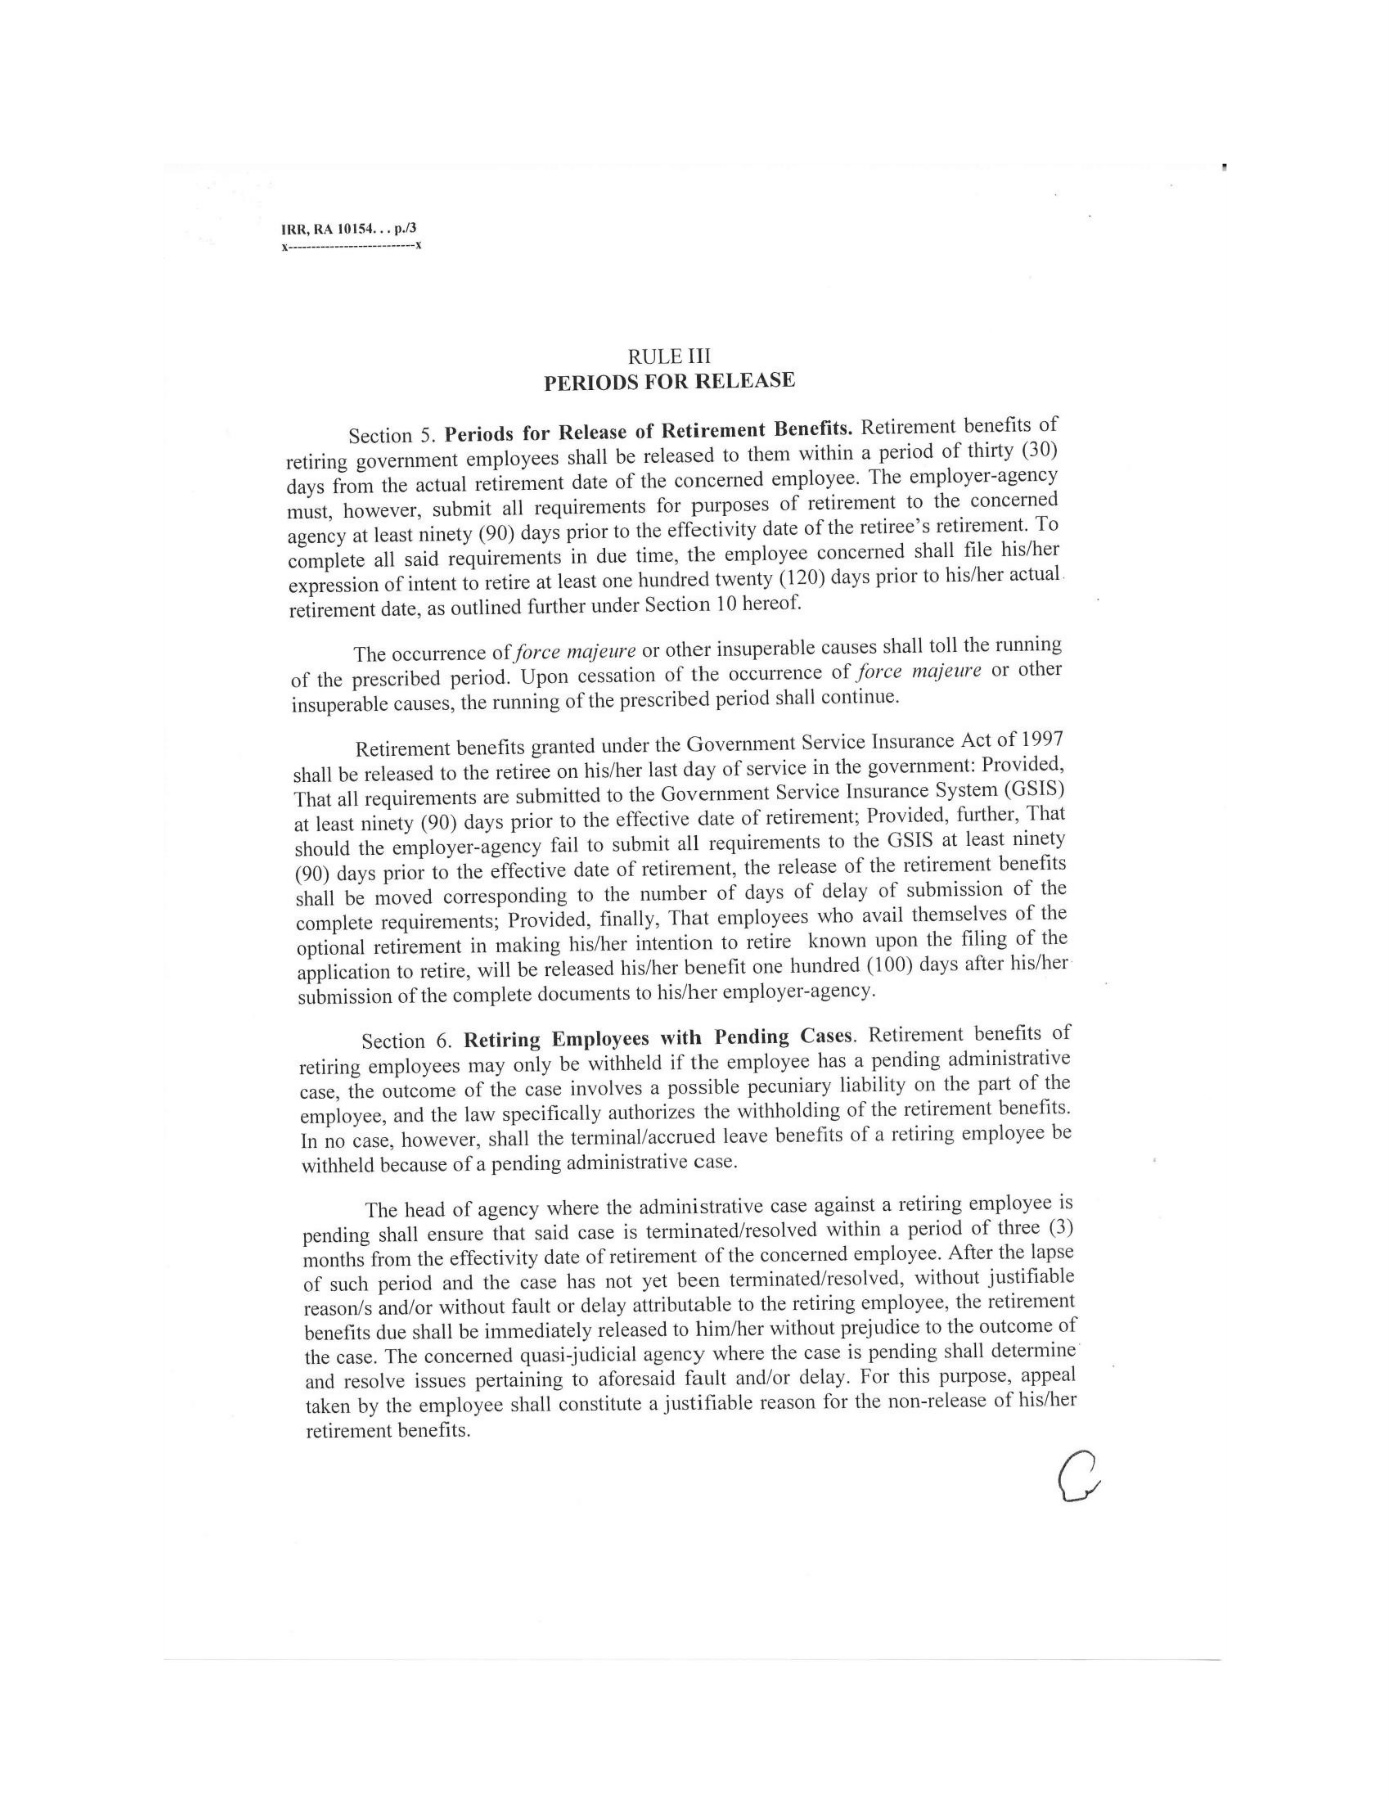 IRR, RA 10154. . . p./3
x----------------------------x
RULE III
PERIODS FOR RELEASE
Section 5. Periods for Release of Retirement Benefits. Retirement benefits of
retiring government employees shall be released to them within a period of thirty (30)
days from the actual retirement date of the concerned employee. The employer-agency
must, however, submit all requirements for purposes of retirement to the concerned
agency at least ninety (90) days prior to the effectivity date of the retiree's retirement. To
complete all said requirements in due time, the employee concerned shall file his/her
expression of intent to retire at least one hundred twenty (120) days prior to his/her actual
retirement date, as outlined further under Section 10 hereof.
The occurrence of force majeure or other insuperable causes shall toll the running
of the prescribed period. Upon cessation of the occurrence of force majeure or other
insuperable causes, the running of the prescribed period shall continue.
Retirement benefits granted under the Government Service Insurance Act of 1997
shall be released to the retiree on his/her last day of service in the government: Provided,
That all requirements are submitted to the Government Service Insurance System (GSIS)
at least ninety (90) days prior to the effective date of retirement; Provided, further, That
should the employer-agency fail to submit all requirements to the GSIS at least ninety
(90) days prior to the effective date of retirement, the release of the retirement benefits
shall be moved corresponding to the number of days of delay of submission of the
complete requirements; Provided, finally, That employees who avail themselves of the
optional retirement in making his/her intention to retire known upon the filing of the
application to retire, will be released his/her benefit one hundred (100) days after his/her
submission of the complete documents to his/her employer-agency.
Section 6. Retiring Employees with Pending Cases. Retirement benefits of
retiring employees may only be withheld if the employee has a pending administrative
case, the outcome of the case involves a possible pecuniary liability on the part of the
employee, and the law specifically authorizes the withholding of the retirement benefits.
In no case, however, shall the terminal/accrued leave benefits of a retiring employee be
withheld because of a pending administrative case.
The head of agency where the administrative case against a retiring employee is
pending shall ensure that said case is terminated/resolved within a period of three (3)
months from the effectivity date of retirement of the concerned employee. After the lapse
of such period and the case has not yet been terminated/resolved, without justifiable
reason/s and/or without fault or delay attributable to the retiring employee, the retirement
benefits due shall be immediately released to him/her without prejudice to the outcome of
the case. The concerned quasi-judicial agency where the case is pending shall determine
and resolve issues pertaining to aforesaid fault and/or delay. For this purpose, appeal
taken by the employee shall constitute a justifiable reason for the non-release of his/her
retirement benefits.